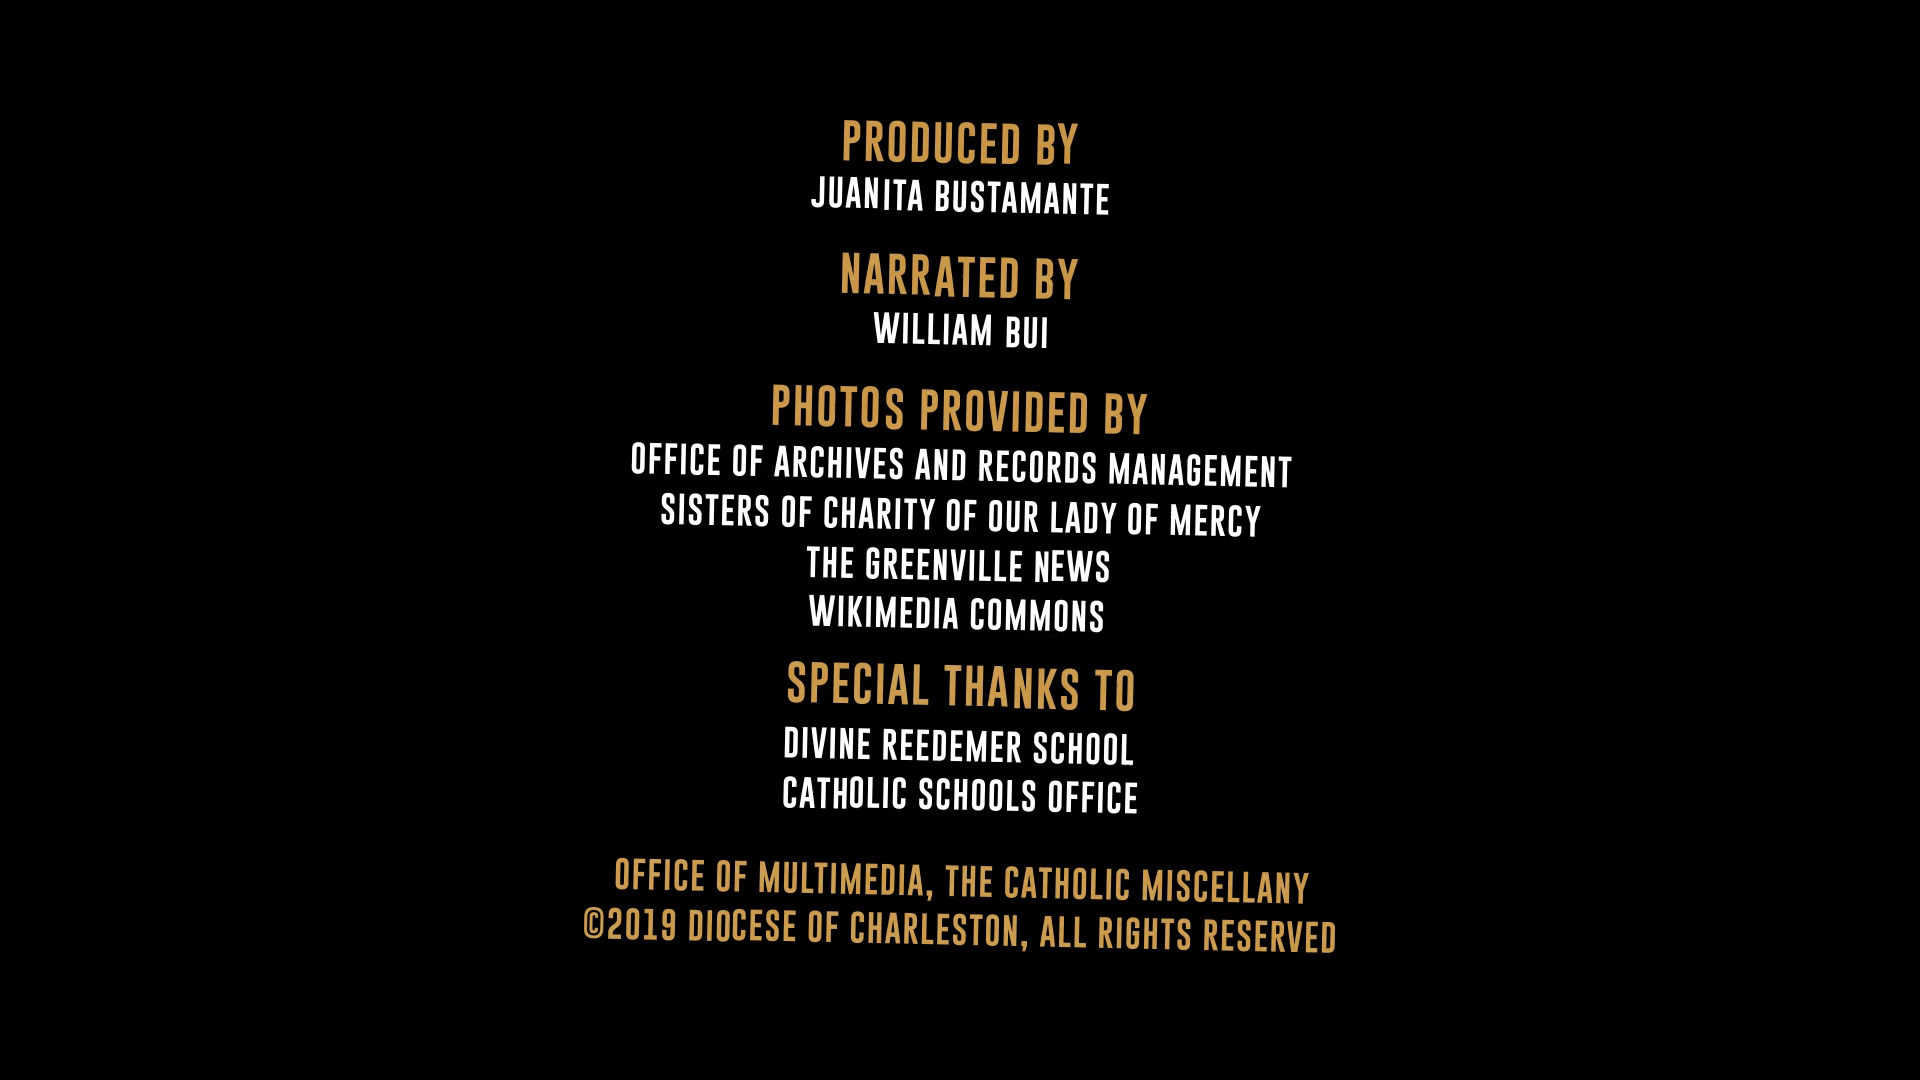 PRODUCED BY
JUANITA BUSTAMANTE
NARRATED BY
WILLIAM BUI
PHOTOS PROVIDED BY
OFFICE OF ARCHIVES AND RECORDS MANAGEMENT
SISTERS OF CHARITY OF OUR LADY OF MERCY
THE GREENVILLE NEWS
WIKIMEDIA COMMONS
SPECIAL THANKS TO
DIVINE REEDEMER SCHOOL
CATHOLIC SCHOOLS OFFICE
OFFICE OF MULTIMEDIA, THE CATHOLIC MISCELLANY
©2019 DIOCESE OF CHARLESTON, ALL RIGHTS RESERVED